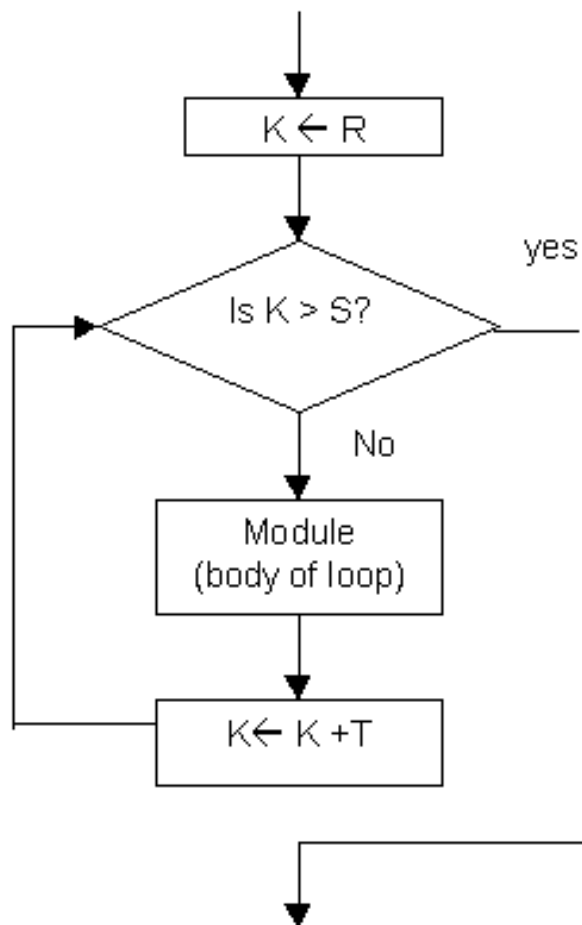 K ← R
yes
Is K > S?
No
Module
(body of loop)
K← K +T